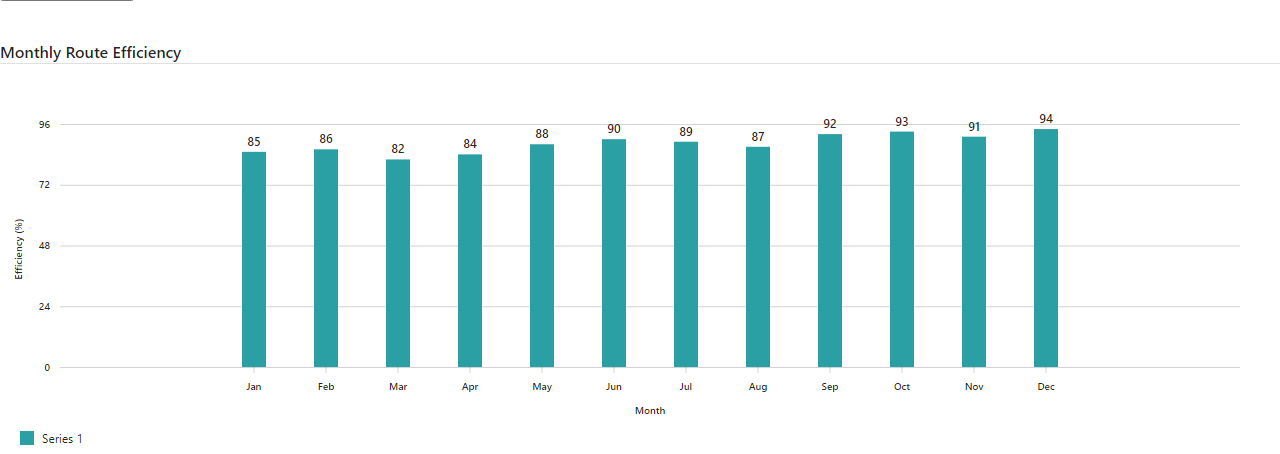 Monthly Route Efficiency
96
72
48
24
0
Efficiency (%)
85 86 82 84 88 90 89 87 92 93 91 94
Jan Feb Mar Apr May Jun Jul Aug Sep Oct Nov Dec
Month
Series 1